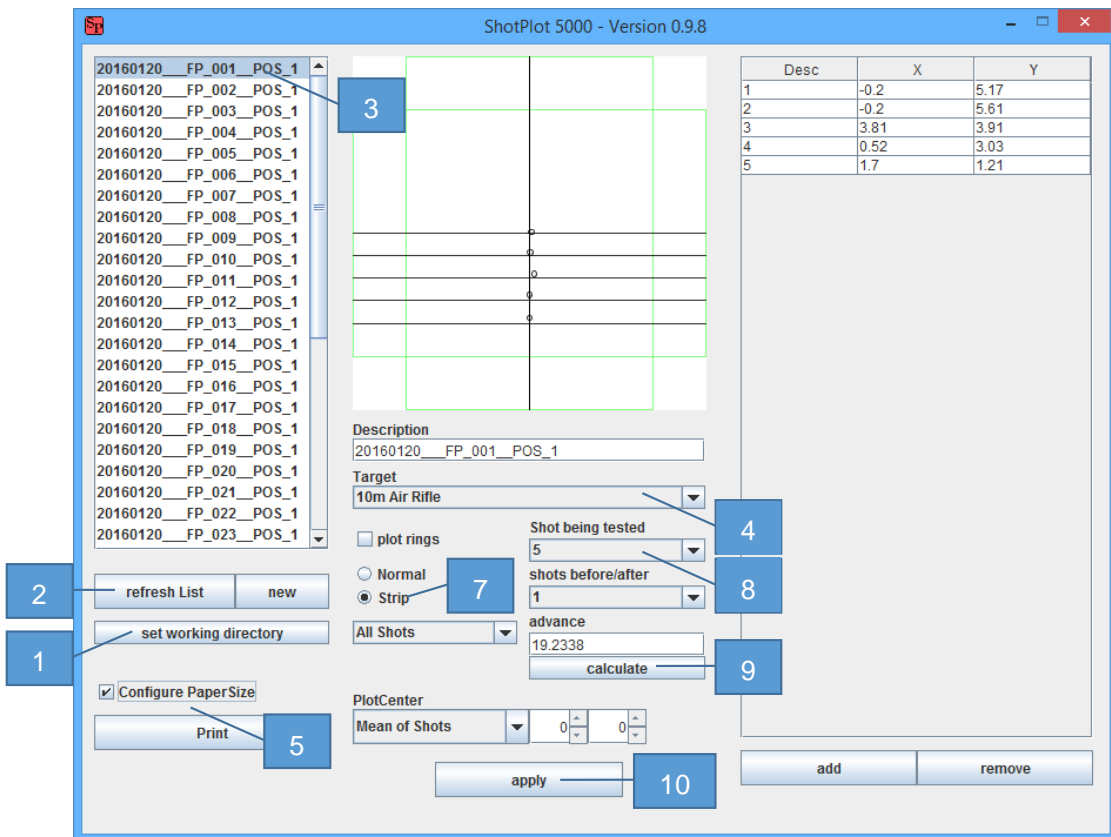 SP
ShotPlot 5000 - Version 0.9.8
20160120___FP_001__POS_1
20160120___FP_002__POS_1
20160120___FP_003__POS_1
20160120___FP_004__POS_1
20160120___FP_005__POS_1
20160120___FP_006__POS_1
20160120___FP_007__POS_1
20160120___FP_008__POS_1
20160120___FP_009__POS_1
20160120___FP_010__POS_1
20160120___FP_011__POS_1
20160120___FP_012__POS_1
20160120___FP_013__POS_1
20160120___FP_014__POS_1
20160120___FP_015__POS_1
20160120___FP_016__POS_1
20160120___FP_017__POS_1
20160120___FP_018__POS_1
20160120___FP_019__POS_1
20160120___FP_020__POS_1
20160120___FP_021__POS_1
20160120___FP_022__POS_1
20160120___FP_023__POS_1
3
2
refresh List new
1
set working directory
Configure PaperSize
Print
5
Description
20160120___FP_001__POS_1
Target
10m Air Rifle
4
plot rings
Normal
Strip
7
All Shots
Shot being tested
5
8
shots before/after
1
advance
19.2338
calculate
9
PlotCenter
Mean of Shots 0 0
apply
10
Desc X Y
1 -0.2 5.17
2 -0.2 5.61
3 3.81 3.91
4 0.52 3.03
5 1.7 1.21
add remove